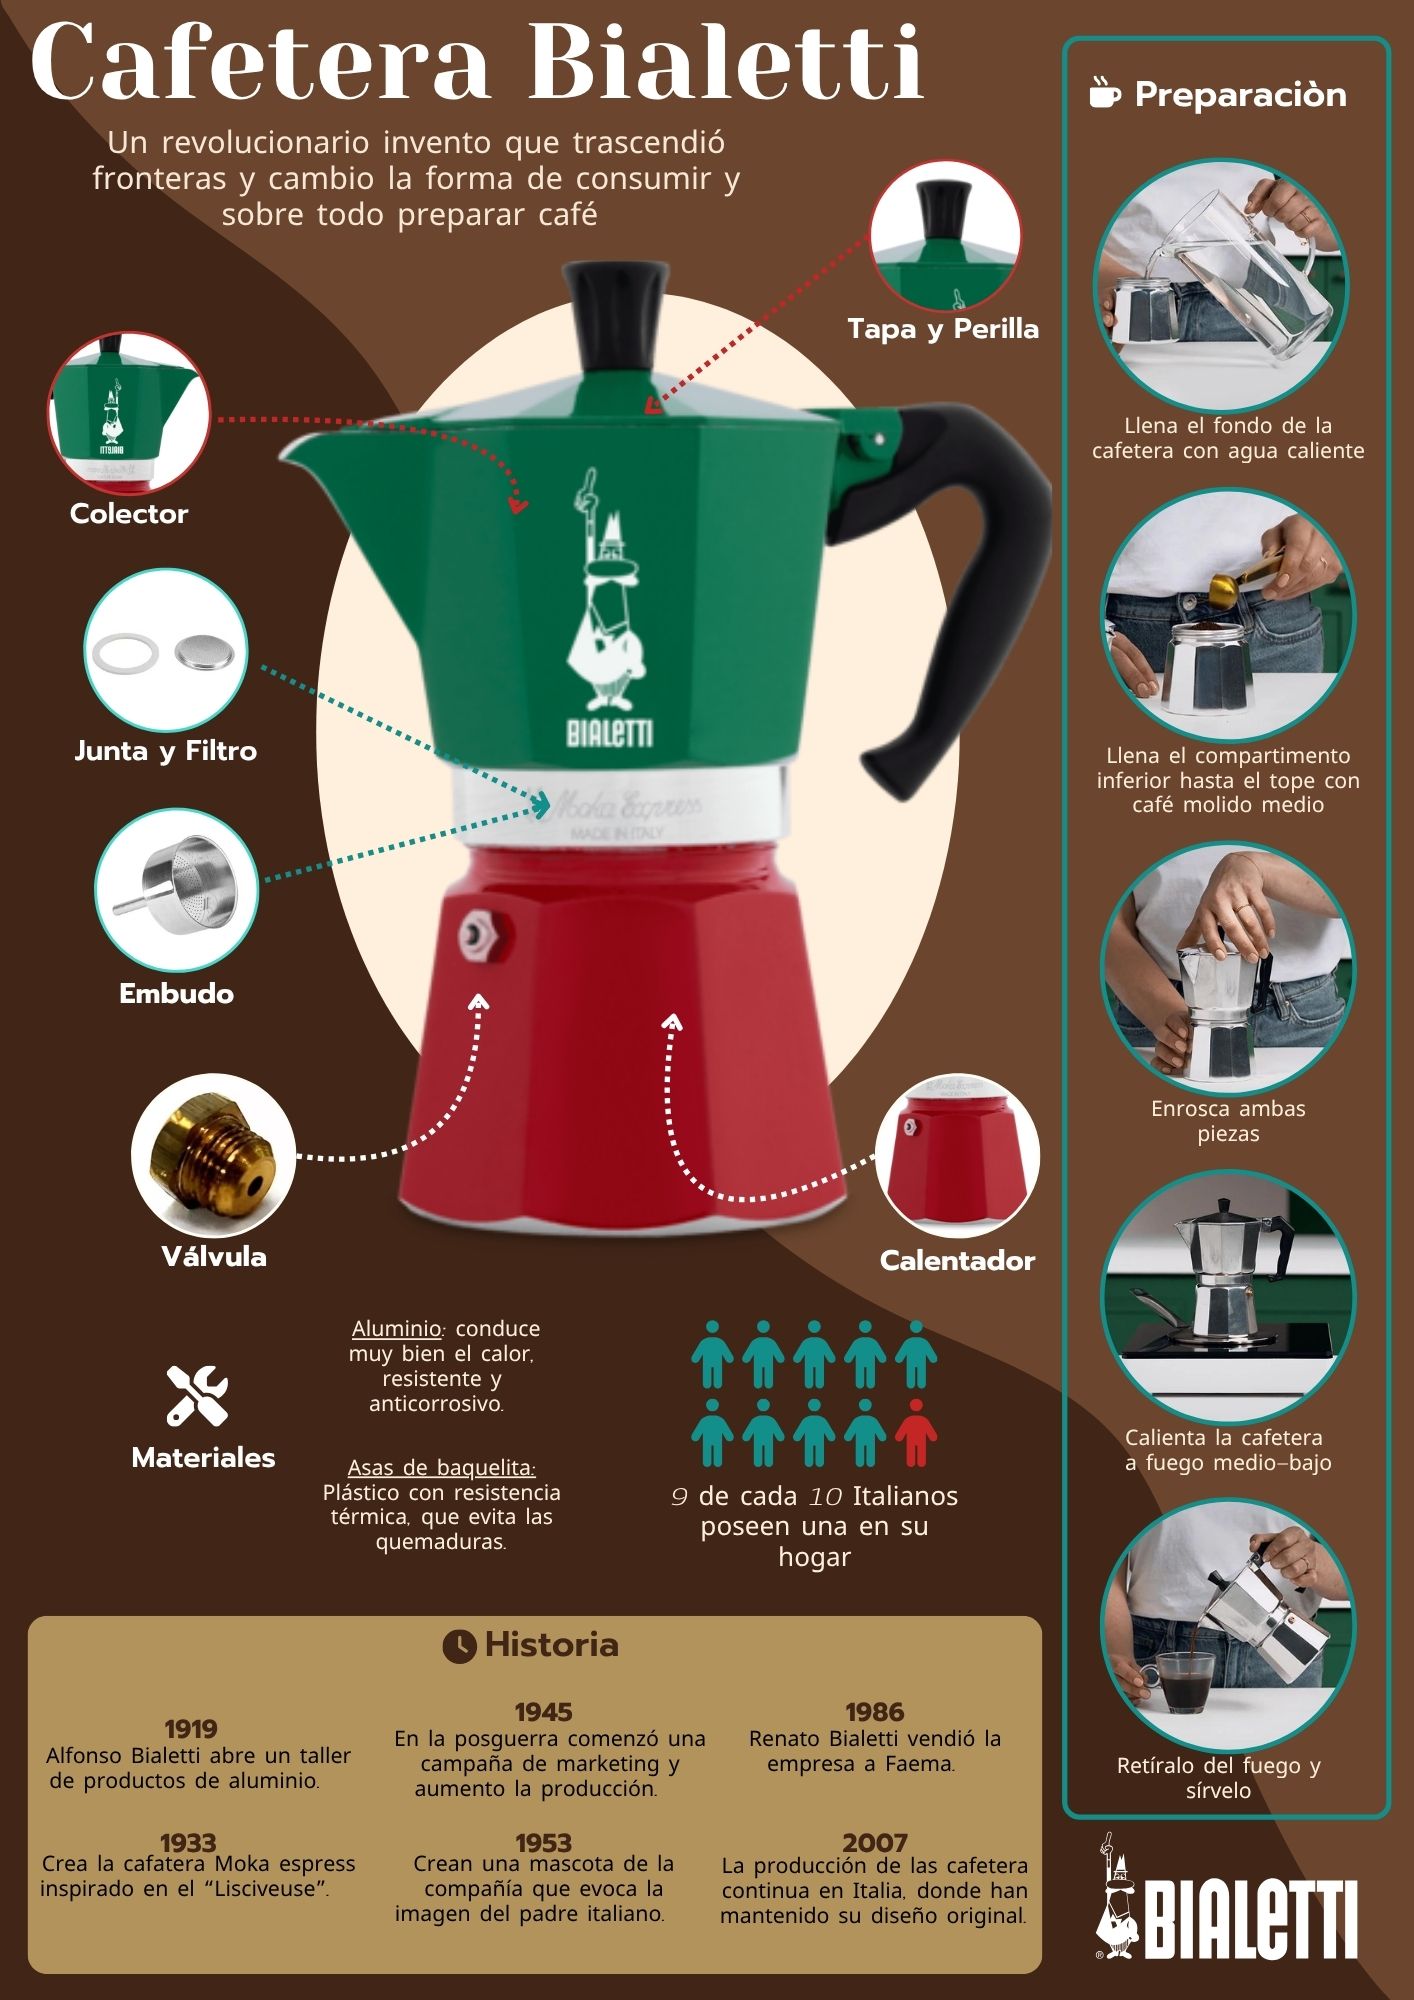 Cafetera Bialetti
Un revolucionario invento que trascendió
fronteras y cambio la forma de consumir y
sobre todo preparar café
Tapa y Perilla
Colector
Junta y Filtro
Embudo
Válvula
Calentador
BIALETTI
Moka Express
MADE IN ITALY
Materiales
Aluminio: conduce
muy bien el calor,
resistente y
anticorrosivo.
Asas de baquelita:
Plástico con resistencia
térmica, que evita las
quemaduras.
9 de cada 10 Italianos
poseen una en su
hogar
Historia
1919
Alfonso Bialetti abre un taller
de productos de aluminio.
1933
Crea la cafatera Moka espress
inspirado en el “Lisciveuse”.
1945
En la posguerra comenzó una
campaña de marketing y
aumento la producción.
1953
Crean una mascota de la
compañía que evoca la
imagen del padre italiano.
1986
Renato Bialetti vendió la
empresa a Faema.
2007
La producción de las cafetera
continua en Italia, donde han
mantenido su diseño original.
Preparaciòn
Llena el fondo de la
cafetera con agua caliente
Llena el compartimento
inferior hasta el tope con
café molido medio
Enrosca ambas
piezas
Calienta la cafetera
a fuego medio–bajo
Retíralo del fuego y
sírvelo
® BIALETTI